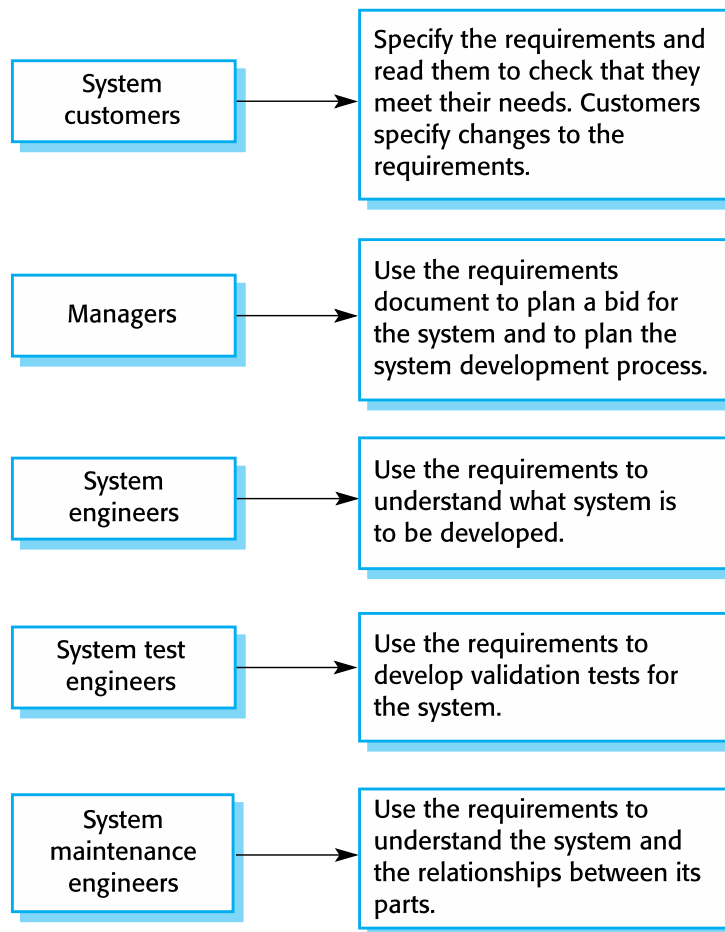 System
customers
Specify the requirements and
read them to check that they
meet their needs. Customers
specify changes to the
requirements.
Managers
Use the requirements
document to plan a bid for
the system and to plan the
system development process.
System
engineers
Use the requirements to
understand what system is
to be developed.
System test
engineers
Use the requirements to
develop validation tests for
the system.
System
maintenance
engineers
Use the requirements to
understand the system and
the relationships between its
parts.